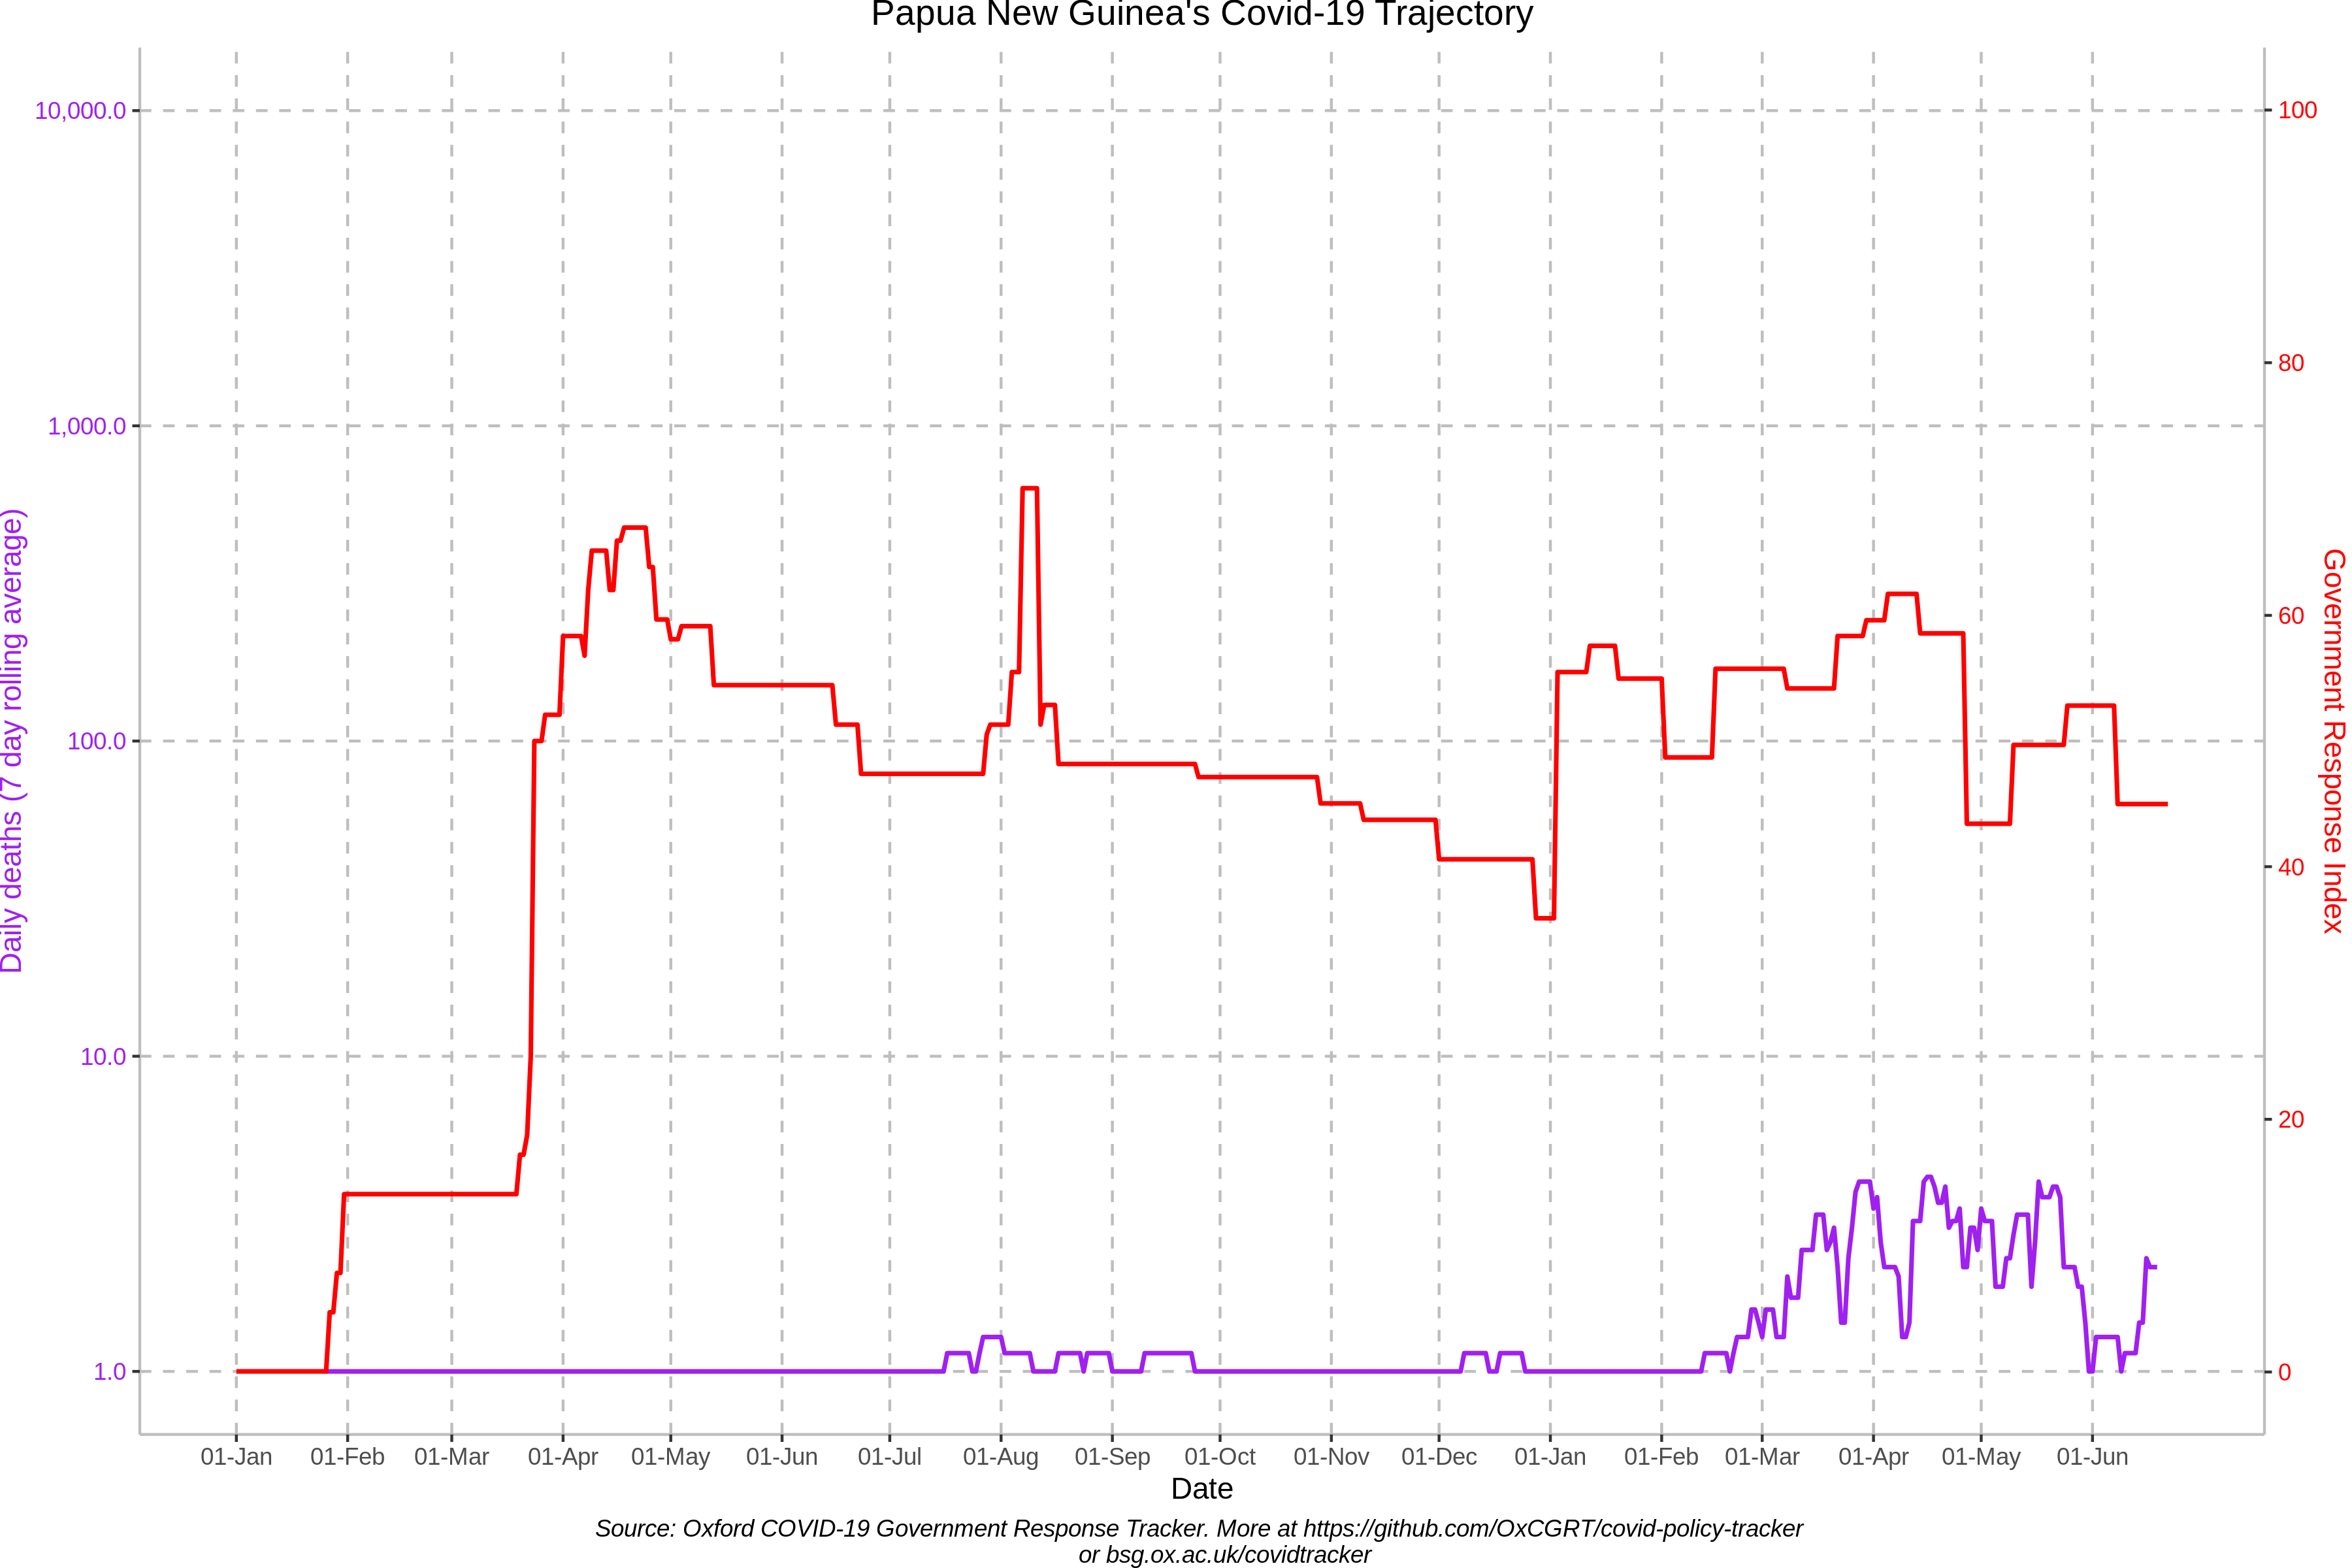 Papua New Guinea's Covid-19 Trajectory
10,000.0
1,000.0
100.0
10.0
1.0
Daily deaths (7 day rolling average)
100
80
60
40
20
0
Government Response Index
01-Jan 01-Feb 01-Mar 01-Apr 01-May 01-Jun 01-Jul 01-Aug 01-Sep 01-Oct 01-Nov 01-Dec 01-Jan 01-Feb 01-Mar 01-Apr 01-May 01-Jun
Date
Source: Oxford COVID-19 Government Response Tracker. More at https://github.com/OxCGRT/covid-policy-tracker
or bsg.ox.ac.uk/covidtracker